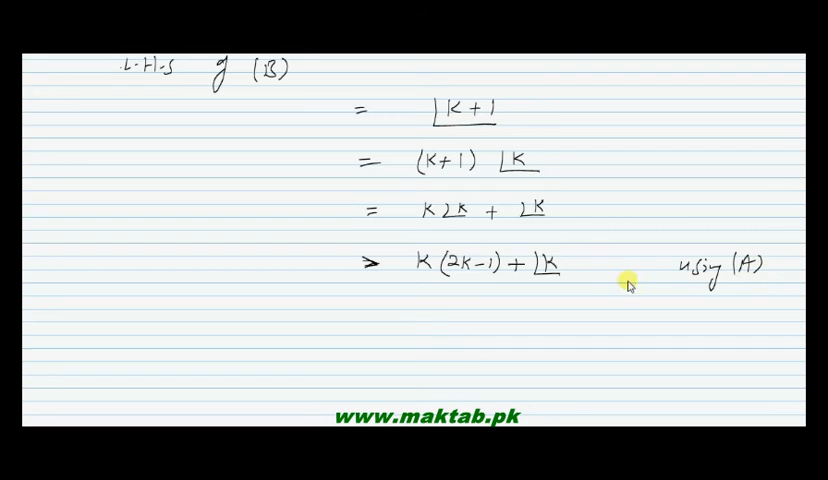 L.H.S of (B)
= |K+1
= (K+1) |K
= K |K + |K
> K(2K-1) + |K using (A)
www.maktab.pk